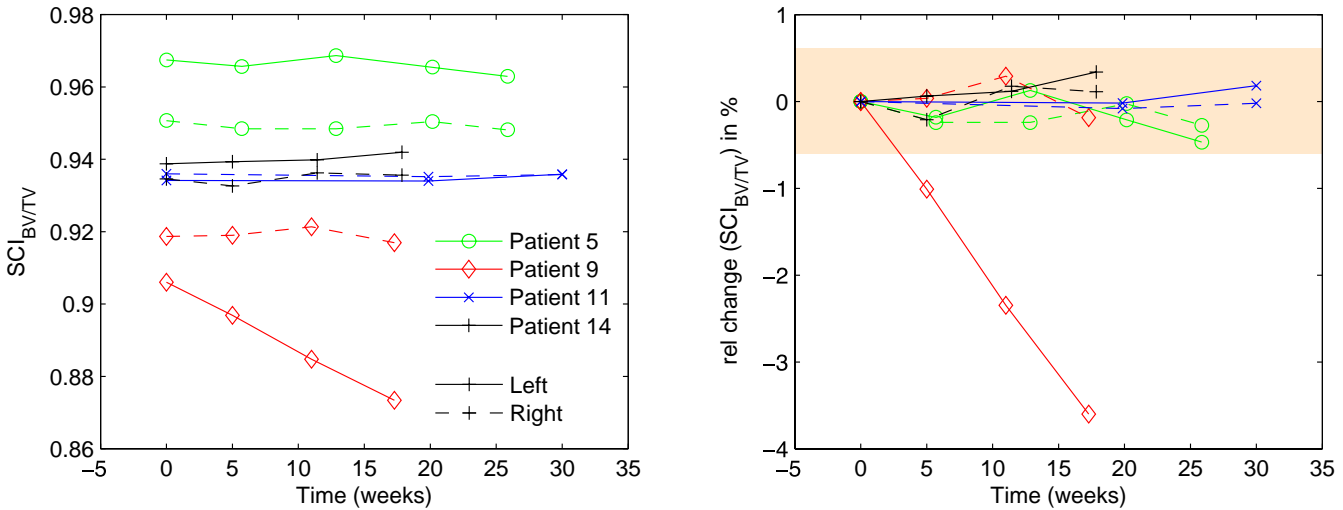 0.98
0.96
0.94
0.92
0.9
0.88
0.86
SCI_BV/TV
Patient 5
Patient 9
Patient 11
Patient 14
Left
Right
−5 0 5 10 15 20 25 30 35
Time (weeks)
1
0
−1
−2
−3
−4
rel change (SCI_BV/TV) in %
−5 0 5 10 15 20 25 30 35
Time (weeks)